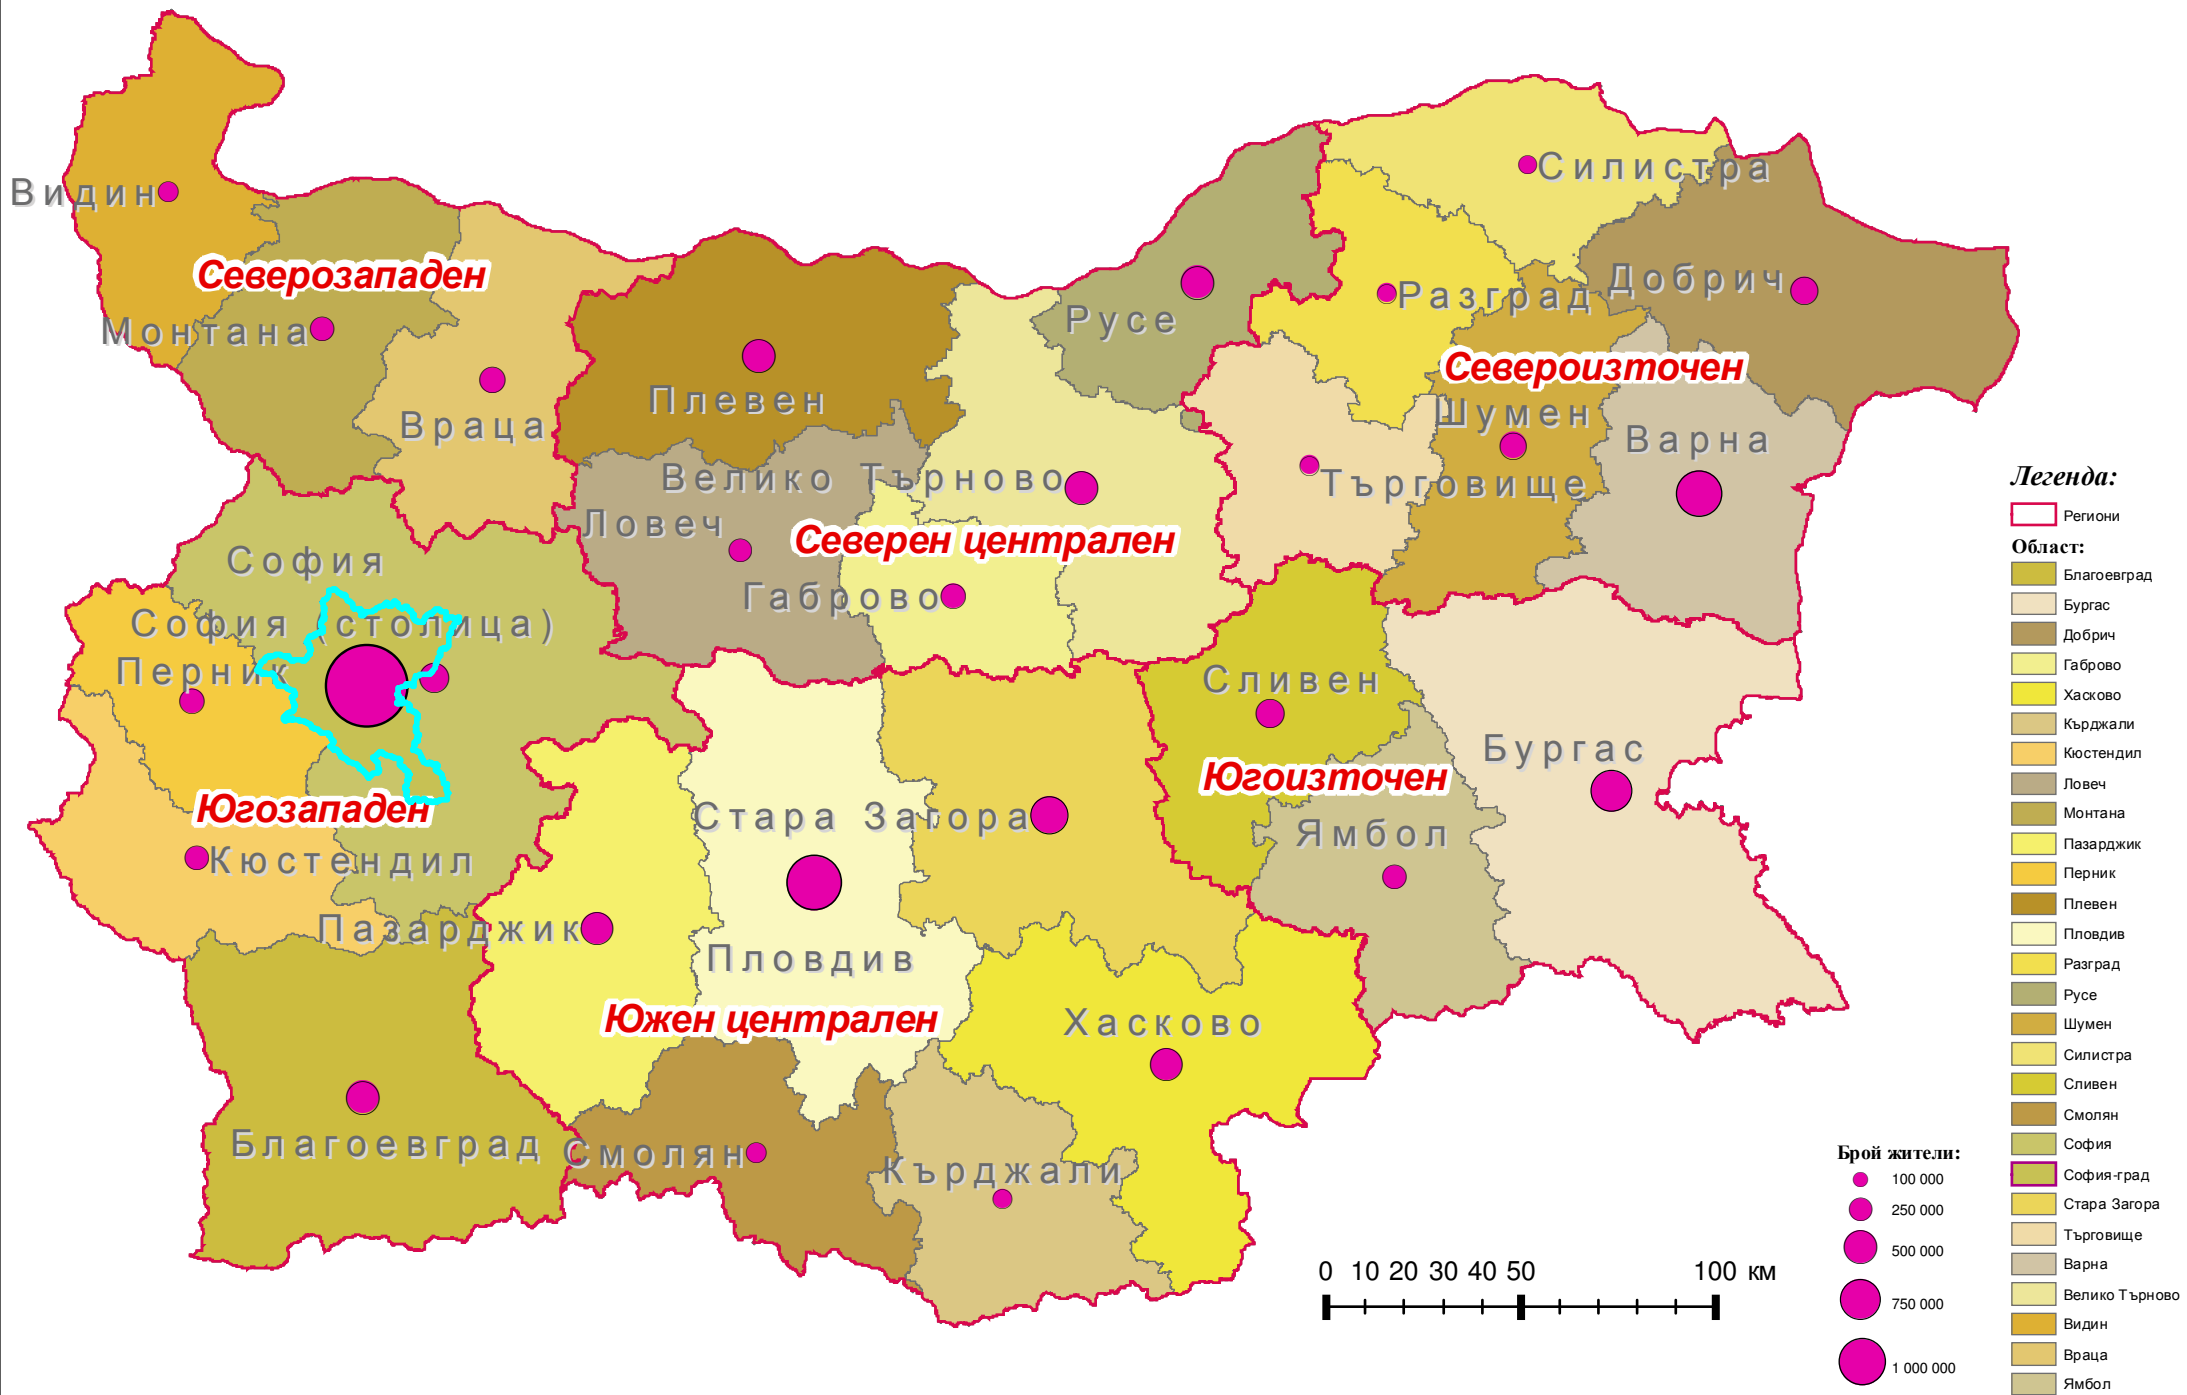 Видин
Силистра
Северозападен
Добрич
Монтана
Русе
Разград
Североизточен
Плевен
Враца
Шумен
Варна
Велико Търново
Търговище
Ловеч
Северен централен
София
Габрово
София (столица)
Перник
Сливен
Бургас
Югоизточен
Югозападен
Стара Загора
Ямбол
Кюстендил
Пазарджик
Пловдив
Южен централен
Хасково
Благоевград
Смолян
Кърджали
0 10 20 30 40 50 100 км
Брой жители:
100 000
250 000
500 000
750 000
1 000 000
Легенда:
Региони
Област:
Благоевград
Бургас
Добрич
Габрово
Хасково
Кърджали
Кюстендил
Ловеч
Монтана
Пазарджик
Перник
Плевен
Пловдив
Разград
Русе
Шумен
Силистра
Сливен
Смолян
София
София-град
Стара Загора
Търговище
Варна
Велико Търново
Видин
Враца
Ямбол